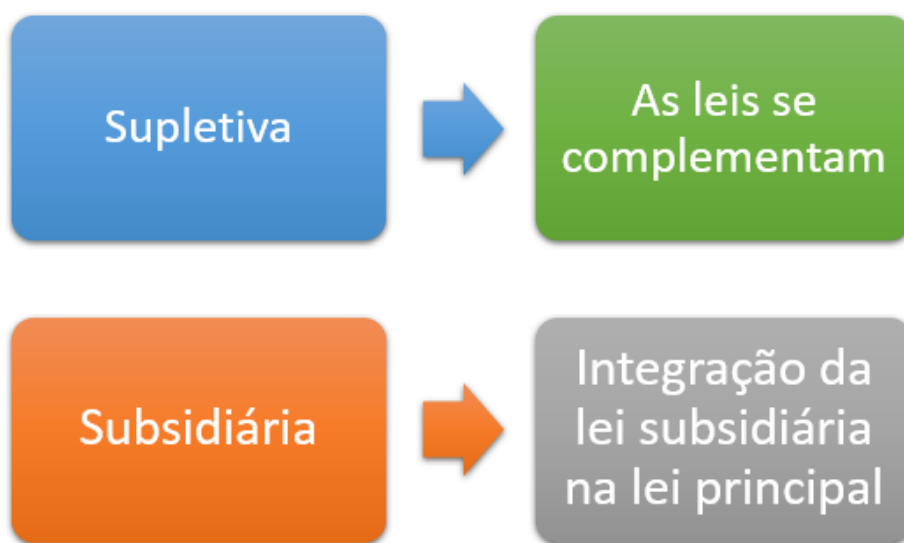 Supletiva
As leis se
complementam
Subsidiária
Integração da
lei subsidiária
na lei principal